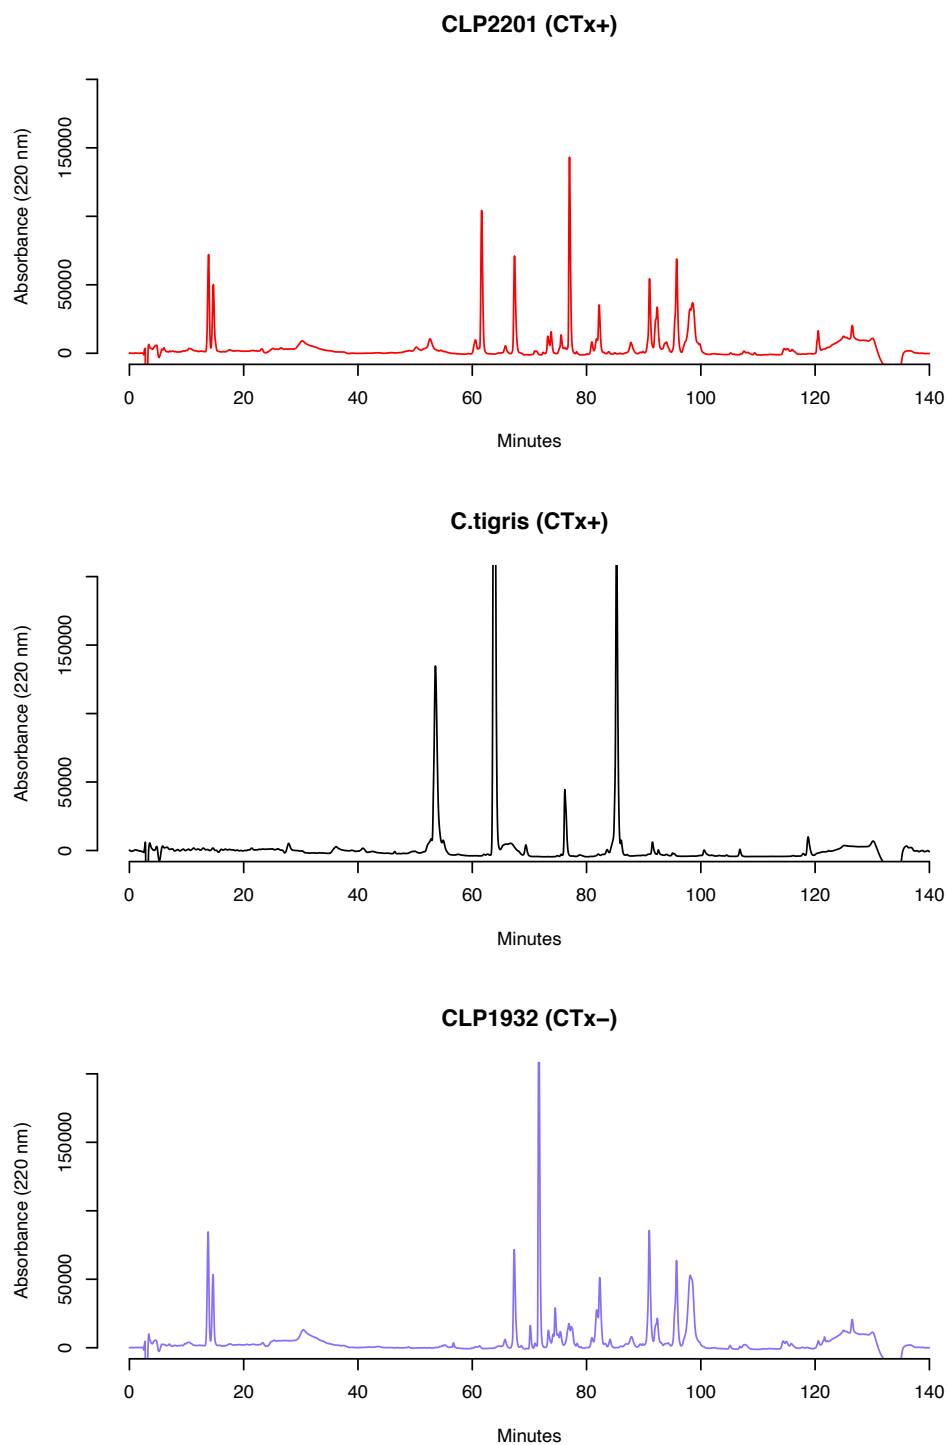 CLP2201 (CTx+)
Absorbance (220 nm)
150000
50000
0
0 20 40 60 80 100 120 140
Minutes
C.tigris (CTx+)
Absorbance (220 nm)
150000
50000
0
0 20 40 60 80 100 120 140
Minutes
CLP1932 (CTx−)
Absorbance (220 nm)
150000
50000
0
0 20 40 60 80 100 120 140
Minutes